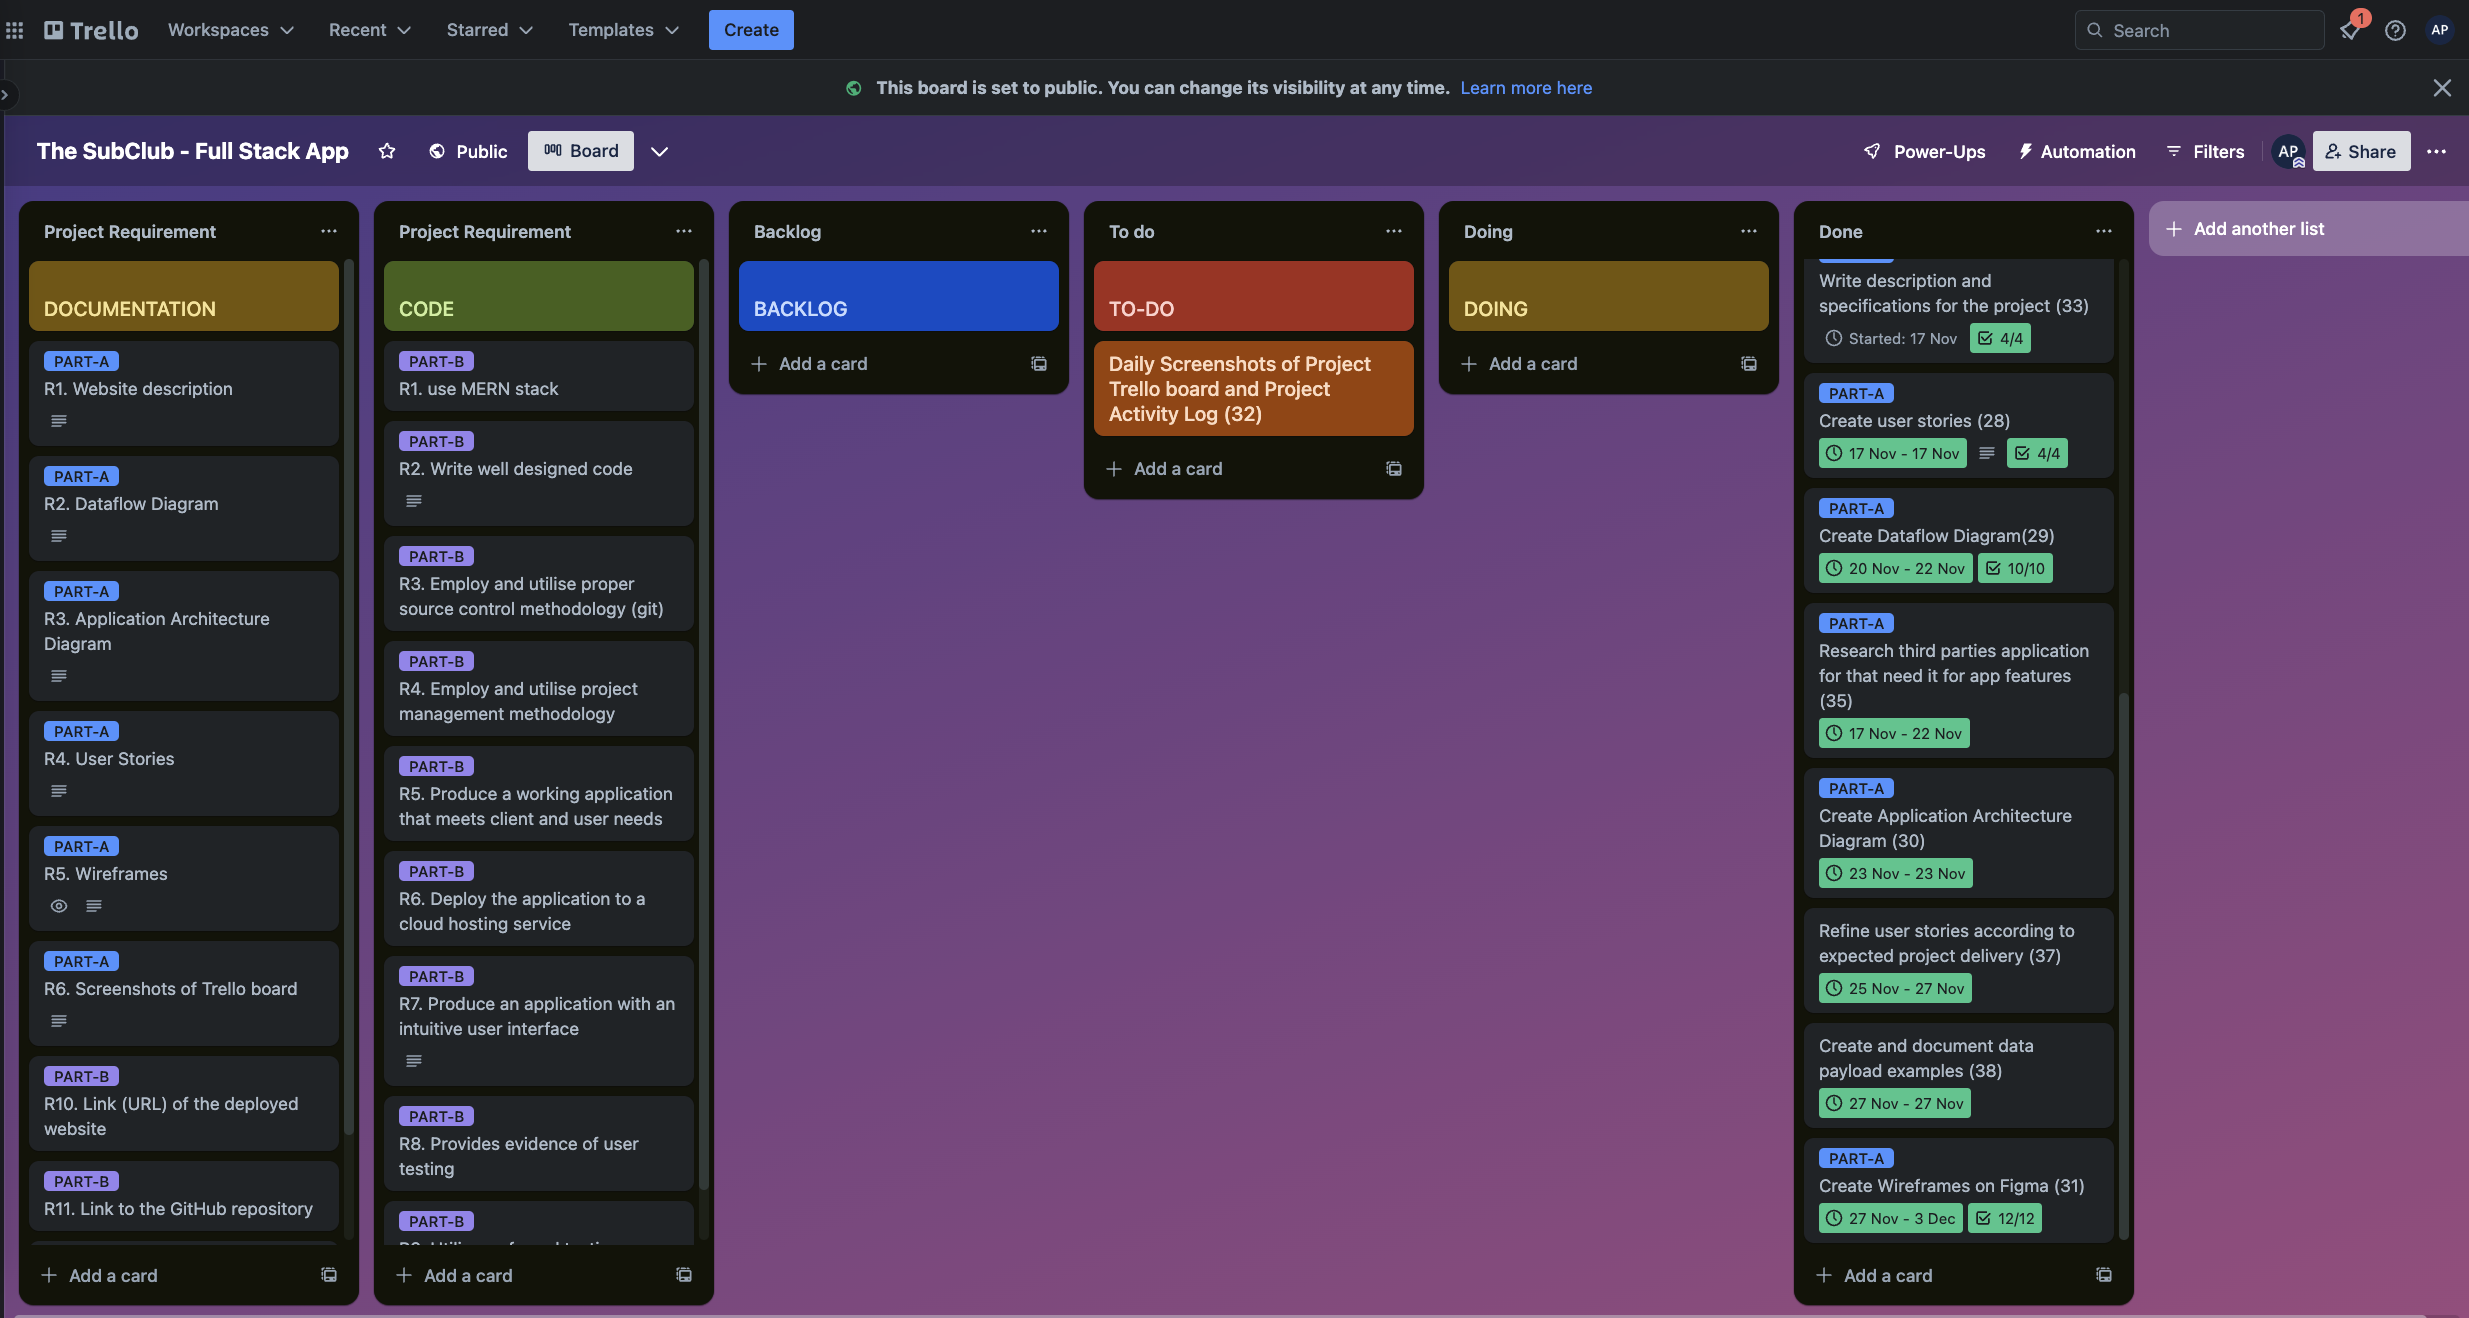 Trello
Workspaces
Recent
Starred
Templates
Create
Search
1
AP
This board is set to public. You can change its visibility at any time. Learn more here
The SubClub - Full Stack App
Public
Board
Power-Ups
Automation
Filters
AP
Share
Project Requirement
DOCUMENTATION
PART-A
R1. Website description
PART-A
R2. Dataflow Diagram
PART-A
R3. Application Architecture
Diagram
PART-A
R4. User Stories
PART-A
R5. Wireframes
PART-A
R6. Screenshots of Trello board
PART-B
R10. Link (URL) of the deployed
website
PART-B
R11. Link to the GitHub repository
Add a card
Project Requirement
CODE
PART-B
R1. use MERN stack
PART-B
R2. Write well designed code
PART-B
R3. Employ and utilise proper
source control methodology (git)
PART-B
R4. Employ and utilise project
management methodology
PART-B
R5. Produce a working application
that meets client and user needs
PART-B
R6. Deploy the application to a
cloud hosting service
PART-B
R7. Produce an application with an
intuitive user interface
PART-B
R8. Provides evidence of user
testing
PART-B
Add a card
Backlog
BACKLOG
Add a card
To do
TO-DO
Daily Screenshots of Project
Trello board and Project
Activity Log (32)
Add a card
Doing
DOING
Add a card
Done
Write description and
specifications for the project (33)
Started: 17 Nov
4/4
PART-A
Create user stories (28)
17 Nov - 17 Nov
4/4
PART-A
Create Dataflow Diagram(29)
20 Nov - 22 Nov
10/10
PART-A
Research third parties application
for that need it for app features
(35)
17 Nov - 22 Nov
PART-A
Create Application Architecture
Diagram (30)
23 Nov - 23 Nov
Refine user stories according to
expected project delivery (37)
25 Nov - 27 Nov
Create and document data
payload examples (38)
27 Nov - 27 Nov
PART-A
Create Wireframes on Figma (31)
27 Nov - 3 Dec
12/12
Add a card
Add another list